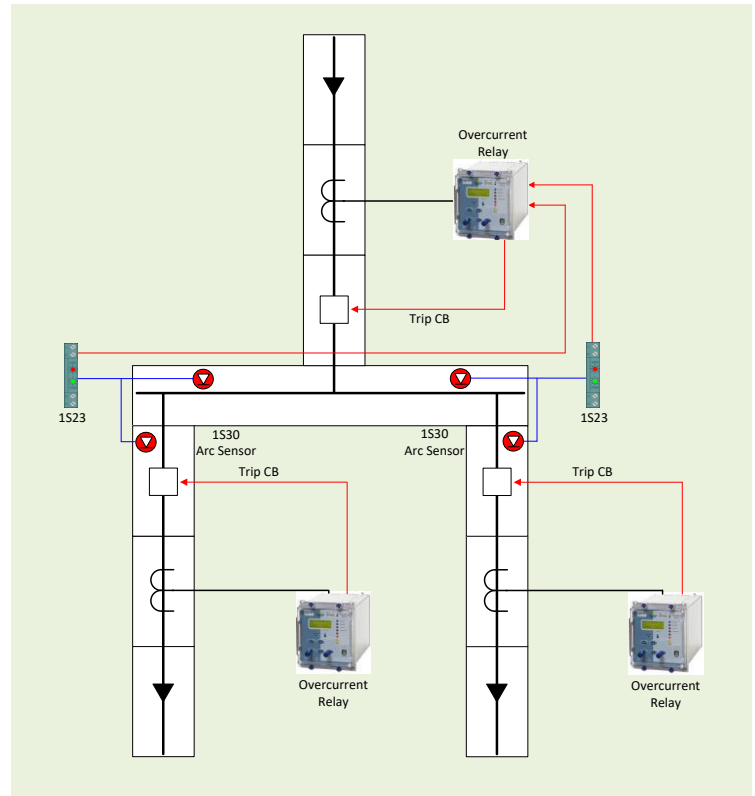 Overcurrent
Relay
Trip CB
1S23
1S23
1S30
Arc Sensor
1S30
Arc Sensor
Trip CB
Trip CB
Overcurrent
Relay
Overcurrent
Relay